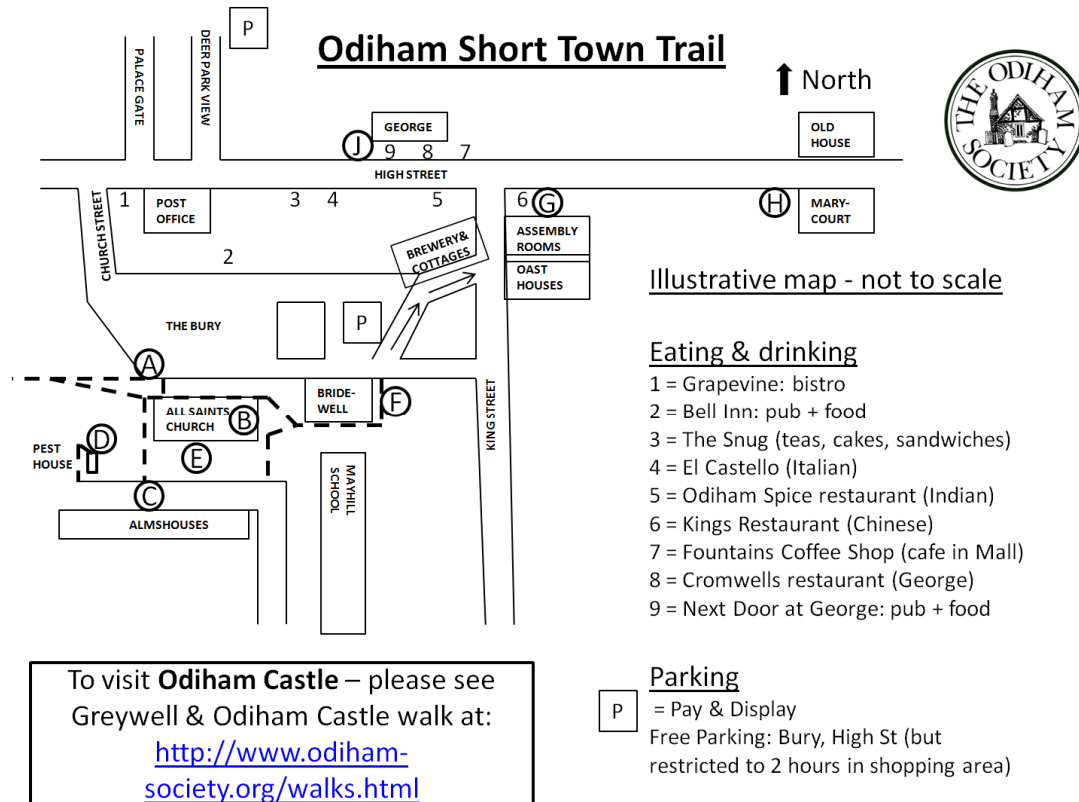 Odiham Short Town Trail
P
PALACE GATE
DEER PARK VIEW
North
THE ODIHAM SOCIETY
GEORGE
OLD
HOUSE
J
9 8 7
HIGH STREET
CHURCH STREET
1
POST
OFFICE
3 4 5 6
G
H
MARY-
COURT
2
BREWERY&
COTTAGES
ASSEMBLY
ROOMS
OAST
HOUSES
THE BURY
P
A
BRIDE-
WELL
F
KING STREET
ALL SAINTS
CHURCH
B
D
PEST
HOUSE
E
C
MAYHILL
SCHOOL
ALMSHOUSES
Illustrative map - not to scale
Eating & drinking
1 = Grapevine: bistro
2 = Bell Inn: pub + food
3 = The Snug (teas, cakes, sandwiches)
4 = El Castello (Italian)
5 = Odiham Spice restaurant (Indian)
6 = Kings Restaurant (Chinese)
7 = Fountains Coffee Shop (cafe in Mall)
8 = Cromwells restaurant (George)
9 = Next Door at George: pub + food
Parking
P = Pay & Display
Free Parking: Bury, High St (but
restricted to 2 hours in shopping area)
To visit Odiham Castle – please see
Greywell & Odiham Castle walk at:
http://www.odiham-
society.org/walks.html